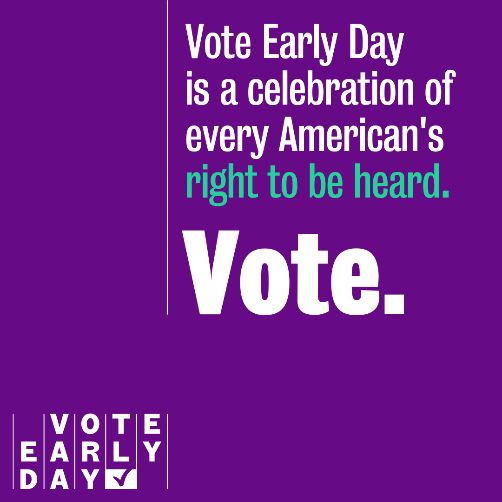 Vote Early Day
is a celebration of
every American's
right to be heard.
Vote.
VOTE
EARLY
DAY